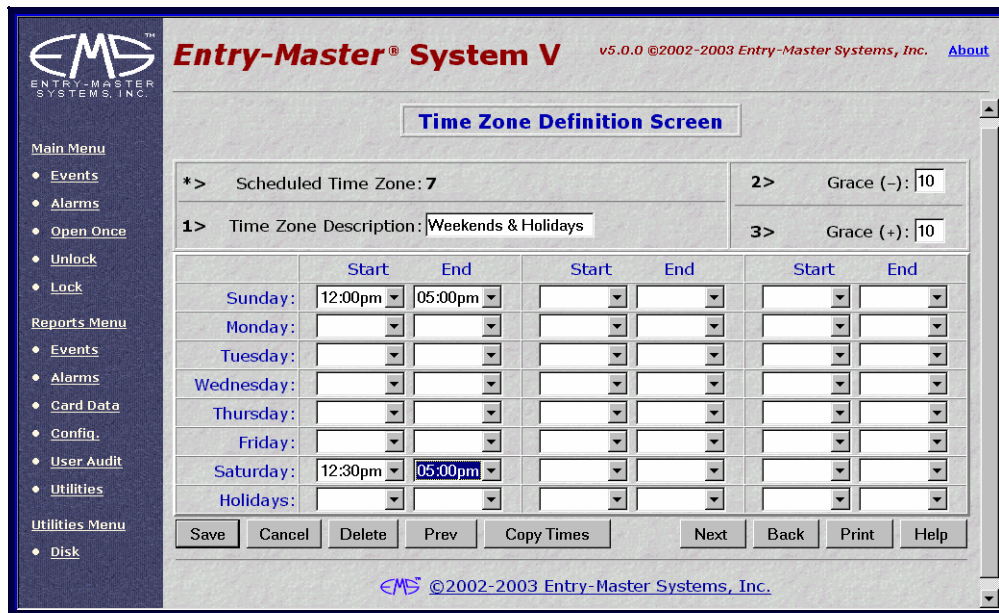 EMS™
ENTRY-MASTER
SYSTEMS, INC.
Entry-Master® System V
v5.0.0 ©2002-2003 Entry-Master Systems, Inc.
About
Main Menu
Events
Alarms
Open Once
Unlock
Lock
Reports Menu
Events
Alarms
Card Data
Config.
User Audit
Utilities
Utilities Menu
Disk
Time Zone Definition Screen
*> Scheduled Time Zone: 7
2> Grace (-): 10
1> Time Zone Description: Weekends & Holidays
3> Grace (+): 10
Start End Start End Start End
Sunday: 12:00pm 05:00pm
Monday:
Tuesday:
Wednesday:
Thursday:
Friday:
Saturday: 12:30pm 05:00pm
Holidays:
Save Cancel Delete Prev Copy Times Next Back Print Help
EMS ©2002-2003 Entry-Master Systems, Inc.